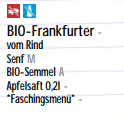 BIO-Frankfurter -
vom Rind
Senf M
BIO-Semmel A
Apfelsaft 0,2l -
*Faschingsmenü* -